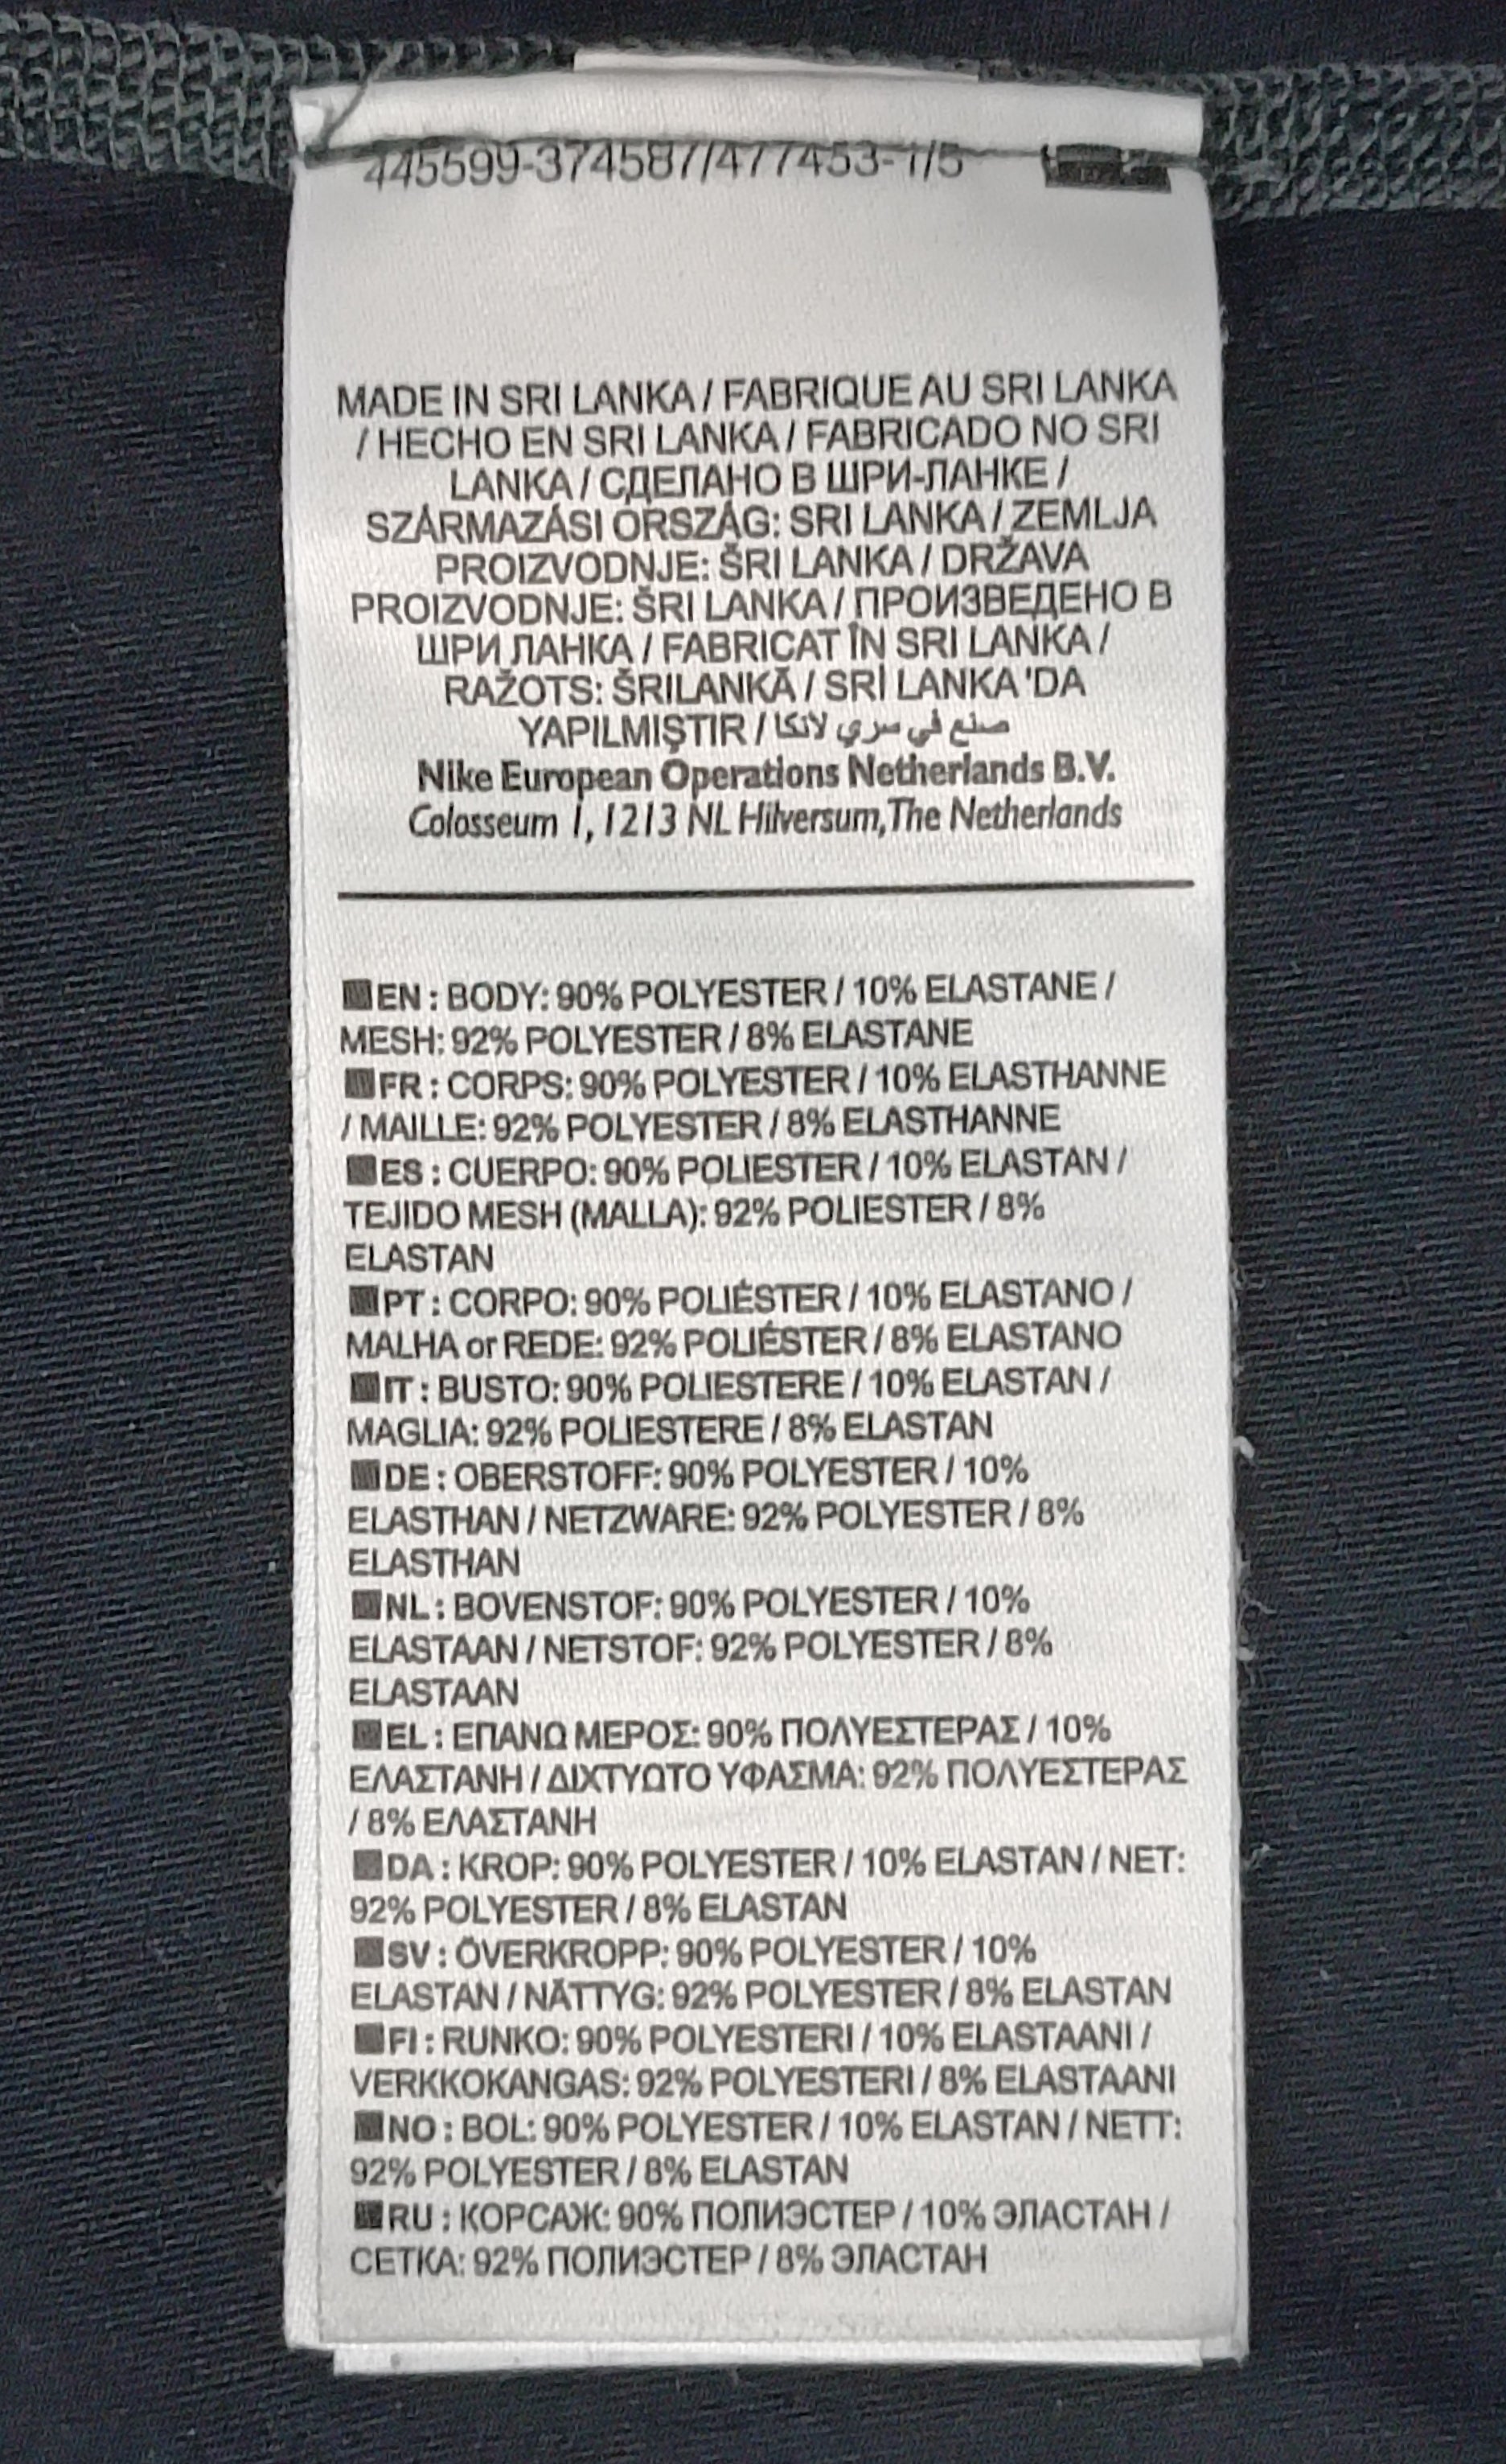 445599-374587/477453-1/5
MADE IN SRI LANKA / FABRIQUE AU SRI LANKA
/ HECHO EN SRI LANKA / FABRICADO NO SRI
LANKA / СДЕЛАНО В ШРИ-ЛАНКЕ /
SZÁRMAZÁSI ORSZÁG: SRI LANKA / ZEMLJA
PROIZVODNJE: ŠRI LANKA / DRŽAVA
PROIZVODNJE: ŠRI LANKA / ПРОИЗВЕДЕНО В
ШРИ ЛАНКА / FABRICAT ÎN SRI LANKA /
RAŽOTS: ŠRILANKĀ / SRİ LANKA 'DA
YAPILMIŞTIR / صنع في سري لانكا
Nike European Operations Netherlands B.V.
Colosseum 1, 1213 NL Hilversum, The Netherlands
EN : BODY: 90% POLYESTER / 10% ELASTANE /
MESH: 92% POLYESTER / 8% ELASTANE
FR : CORPS: 90% POLYESTER / 10% ELASTHANNE
/ MAILLE: 92% POLYESTER / 8% ELASTHANNE
ES : CUERPO: 90% POLIESTER / 10% ELASTAN /
TEJIDO MESH (MALLA): 92% POLIESTER / 8%
ELASTAN
PT : CORPO: 90% POLIÉSTER / 10% ELASTANO /
MALHA or REDE: 92% POLIÉSTER / 8% ELASTANO
IT : BUSTO: 90% POLIESTERE / 10% ELASTAN /
MAGLIA: 92% POLIESTERE / 8% ELASTAN
DE : OBERSTOFF: 90% POLYESTER / 10%
ELASTHAN / NETZWARE: 92% POLYESTER / 8%
ELASTHAN
NL : BOVENSTOF: 90% POLYESTER / 10%
ELASTAAN / NETSTOF: 92% POLYESTER / 8%
ELASTAAN
EL : ΕΠΑΝΩ ΜΕΡΟΣ: 90% ΠΟΛΥΕΣΤΕΡΑΣ / 10%
ΕΛΑΣΤΑΝΗ / ΔΙΧΤΥΩΤΟ ΥΦΑΣΜΑ: 92% ΠΟΛΥΕΣΤΕΡΑΣ
/ 8% ΕΛΑΣΤΑΝΗ
DA : KROP: 90% POLYESTER / 10% ELASTAN / NET:
92% POLYESTER / 8% ELASTAN
SV : ÖVERKROPP: 90% POLYESTER / 10%
ELASTAN / NÄTTYG: 92% POLYESTER / 8% ELASTAN
FI : RUNKO: 90% POLYESTERI / 10% ELASTAANI /
VERKKOKANGAS: 92% POLYESTERI / 8% ELASTAANI
NO : BOL: 90% POLYESTER / 10% ELASTAN / NETT:
92% POLYESTER / 8% ELASTAN
RU : КОРСАЖ: 90% ПОЛИЭСТЕР / 10% ЭЛАСТАН /
СЕТКА: 92% ПОЛИЭСТЕР / 8% ЭЛАСТАН